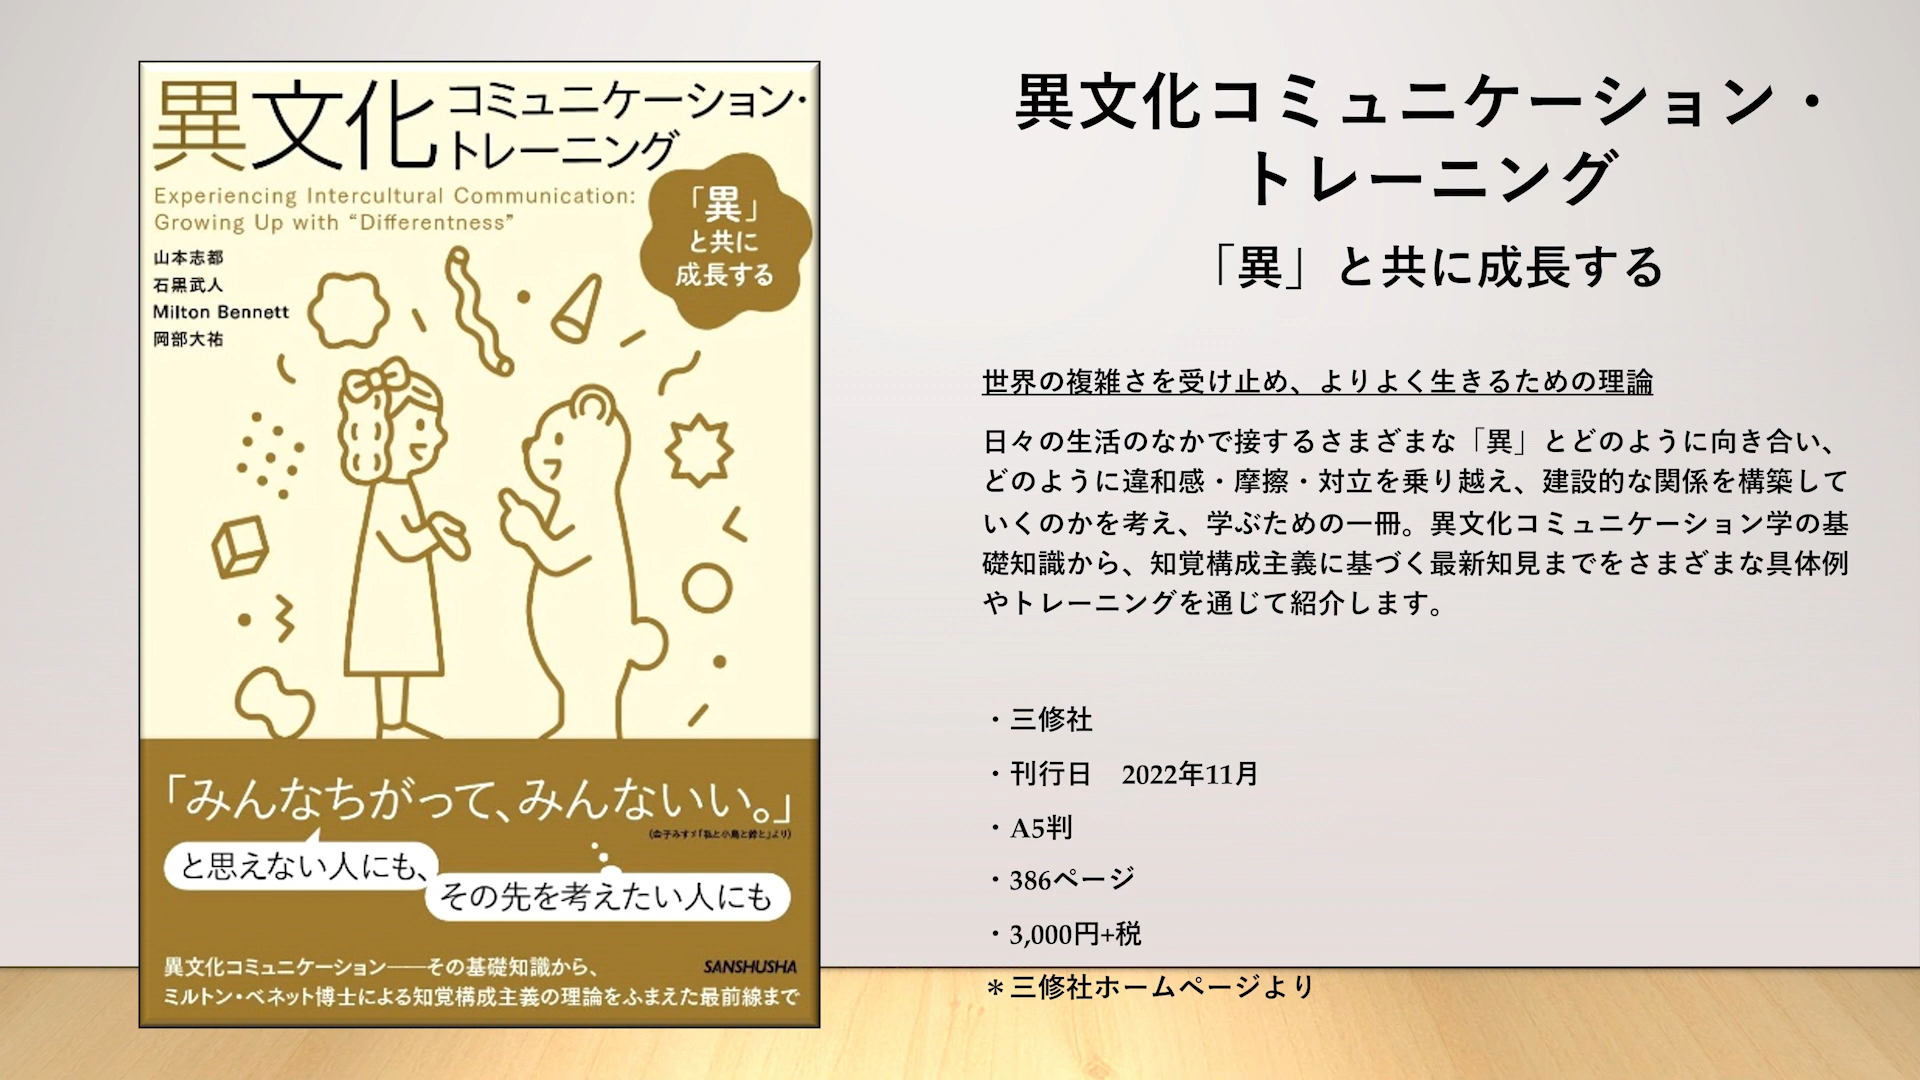 異文化コミュニケーション・
トレーニング
Experiencing Intercultural Communication:
Growing Up with “Differentness”
「異」
と共に
成長する
山本志都
石黒武人
Milton Bennett
岡部大祐
「みんなちがって、みんないい。」
(金子みすゞ「私と小鳥と鈴と」より)
と思えない人にも、
その先を考えたい人にも
異文化コミュニケーション──その基礎知識から、
SANSHUSHA
ミルトン・ベネット博士による知覚構成主義の理論をふまえた最前線まで
異文化コミュニケーション・
トレーニング
「異」と共に成長する
世界の複雑さを受け止め、よりよく生きるための理論
日々の生活のなかで接するさまざまな「異」とどのように向き合い、
どのように違和感・摩擦・対立を乗り越え、建設的な関係を構築して
いくのかを考え、学ぶための一冊。異文化コミュニケーション学の基
礎知識から、知覚構成主義に基づく最新知見までをさまざまな具体例
やトレーニングを通じて紹介します。
・三修社
・刊行日　2022年11月
・A5判
・386ページ
・3,000円+税
＊三修社ホームページより